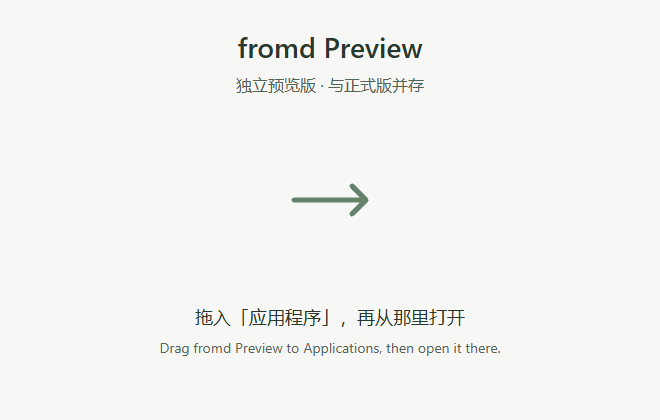 fromd Preview
独立预览版 · 与正式版并存
拖入「应用程序」，再从那里打开
Drag fromd Preview to Applications, then open it there.